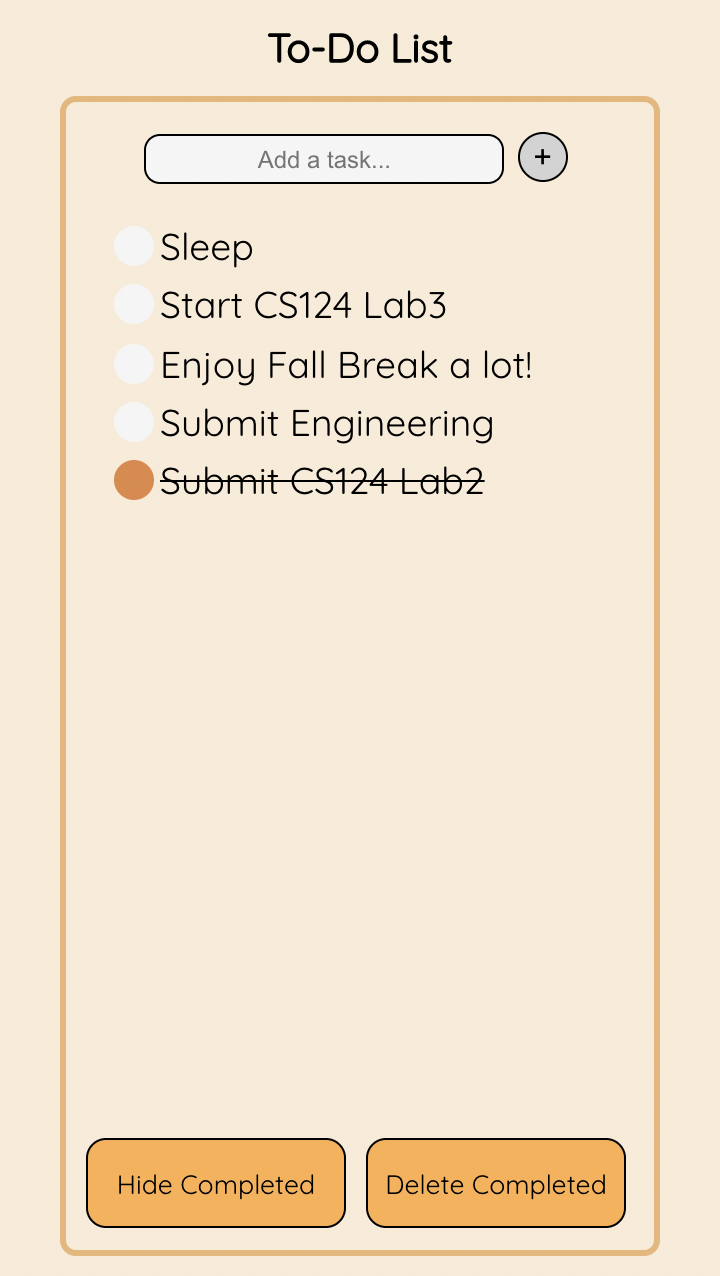 To-Do List
Add a task...
+
Sleep
Start CS124 Lab3
Enjoy Fall Break a lot!
Submit Engineering
Submit CS124 Lab2
Hide Completed
Delete Completed